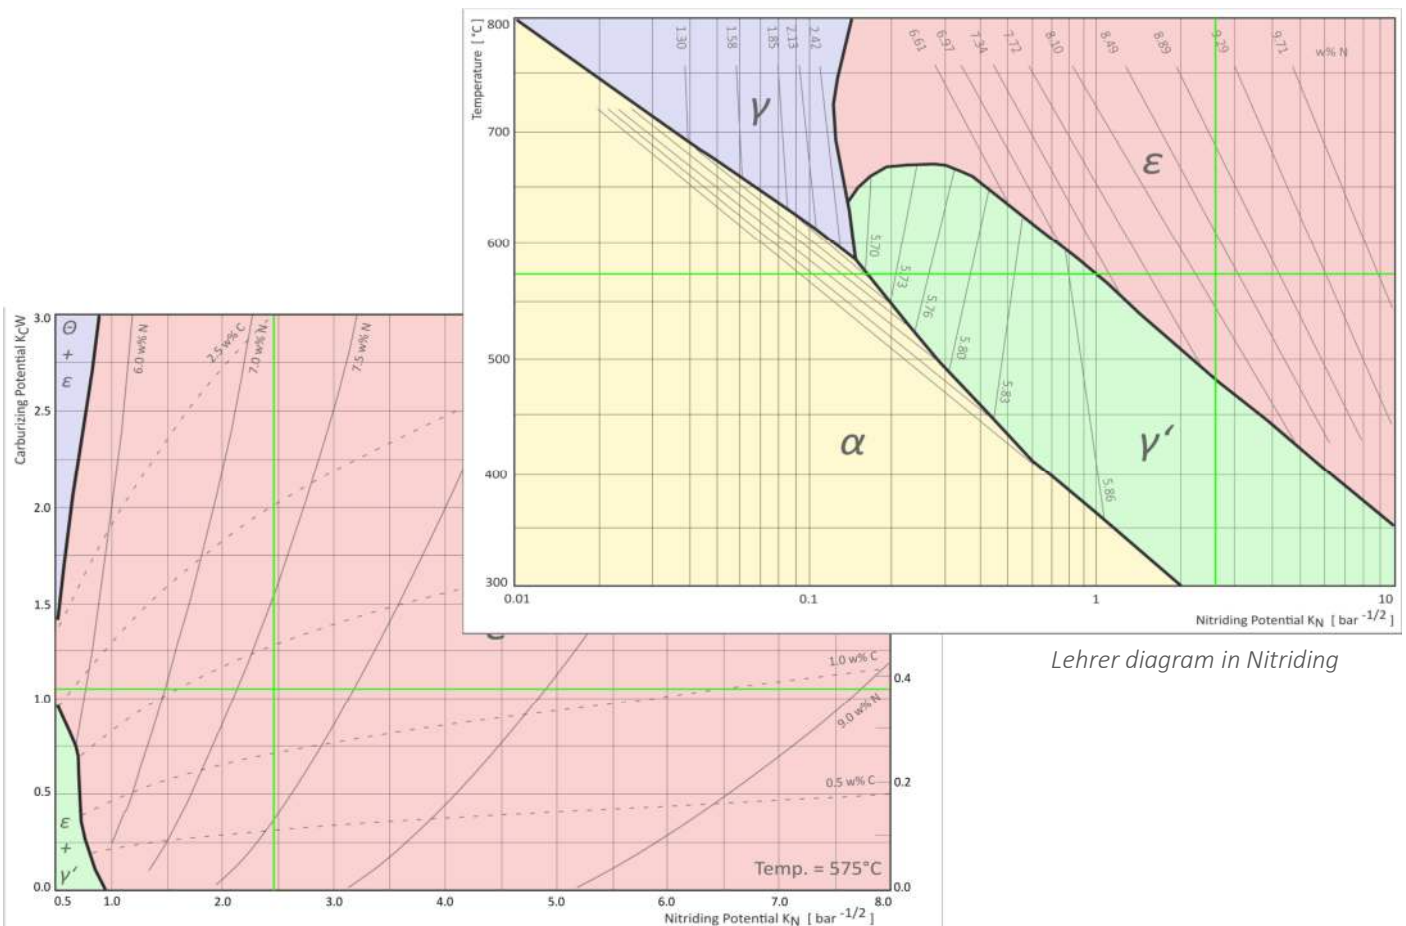 800
Temperature [ °C]
700
600
500
400
300
0.01
0.1
1
10
Nitriding Potential KN [ bar -1/2 ]
1.30
1.58
1.85
2.13
2.42
6.61
6.97
7.34
7.72
8.10
8.49
8.89
9.29
9.71
w% N
γ
ε
α
γ‘
5.70
5.73
5.76
5.80
5.83
5.86
Lehrer diagram in Nitriding
Carburizing Potential KCW
3.0
2.5
2.0
1.5
1.0
0.5
0.0
Θ
+
ε
6.0 w% N
2.5 w% C
7.0 w% N
7.5 w% N
1.0 w% C
9.0 w% N
0.5 w% C
0.4
0.2
0.0
ε
+
γ‘
Temp. = 575°C
0.5
1.0
2.0
3.0
4.0
5.0
6.0
7.0
8.0
Nitriding Potential KN [ bar -1/2 ]